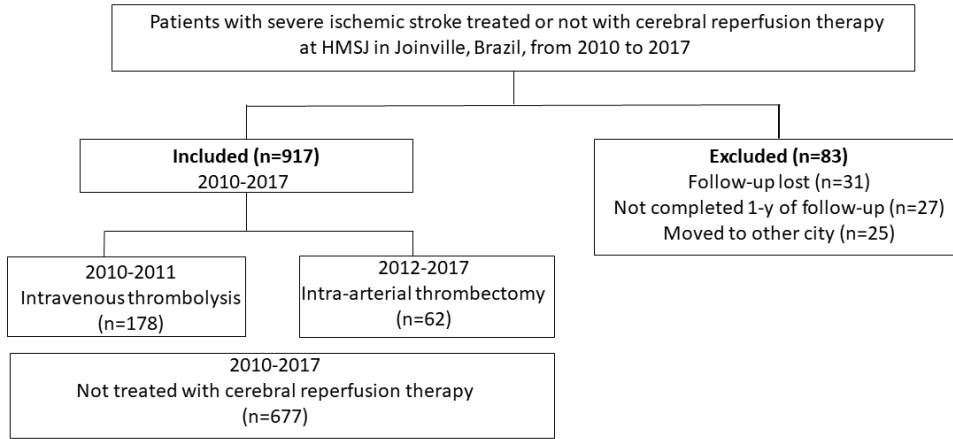 Patients with severe ischemic stroke treated or not with cerebral reperfusion therapy
at HMSJ in Joinville, Brazil, from 2010 to 2017
Included (n=917)
2010-2017
Excluded (n=83)
Follow-up lost (n=31)
Not completed 1-y of follow-up (n=27)
Moved to other city (n=25)
2010-2011
Intravenous thrombolysis
(n=178)
2012-2017
Intra-arterial thrombectomy
(n=62)
2010-2017
Not treated with cerebral reperfusion therapy
(n=677)